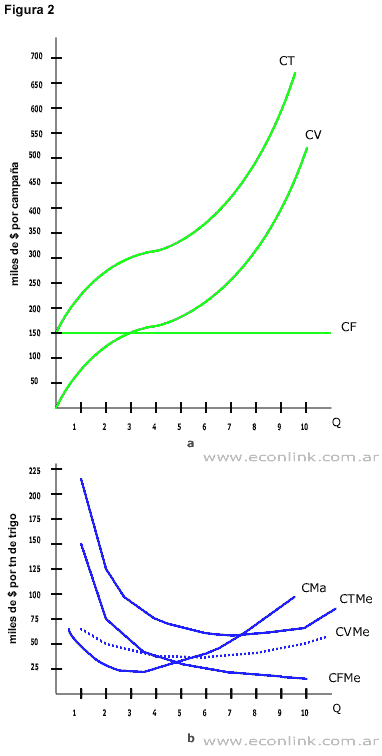 Figura 2
700
650
600
550
500
450
400
350
300
250
200
150
100
50
miles de $ por campaña
CT
CV
CF
1 2 3 4 5 6 7 8 9 10 Q
a
www.econlink.com.ar
225
200
175
150
125
100
75
50
25
miles de $ por tn de trigo
CMa
CTMe
CVMe
CFMe
1 2 3 4 5 6 7 8 9 10 Q
b
www.econlink.com.ar